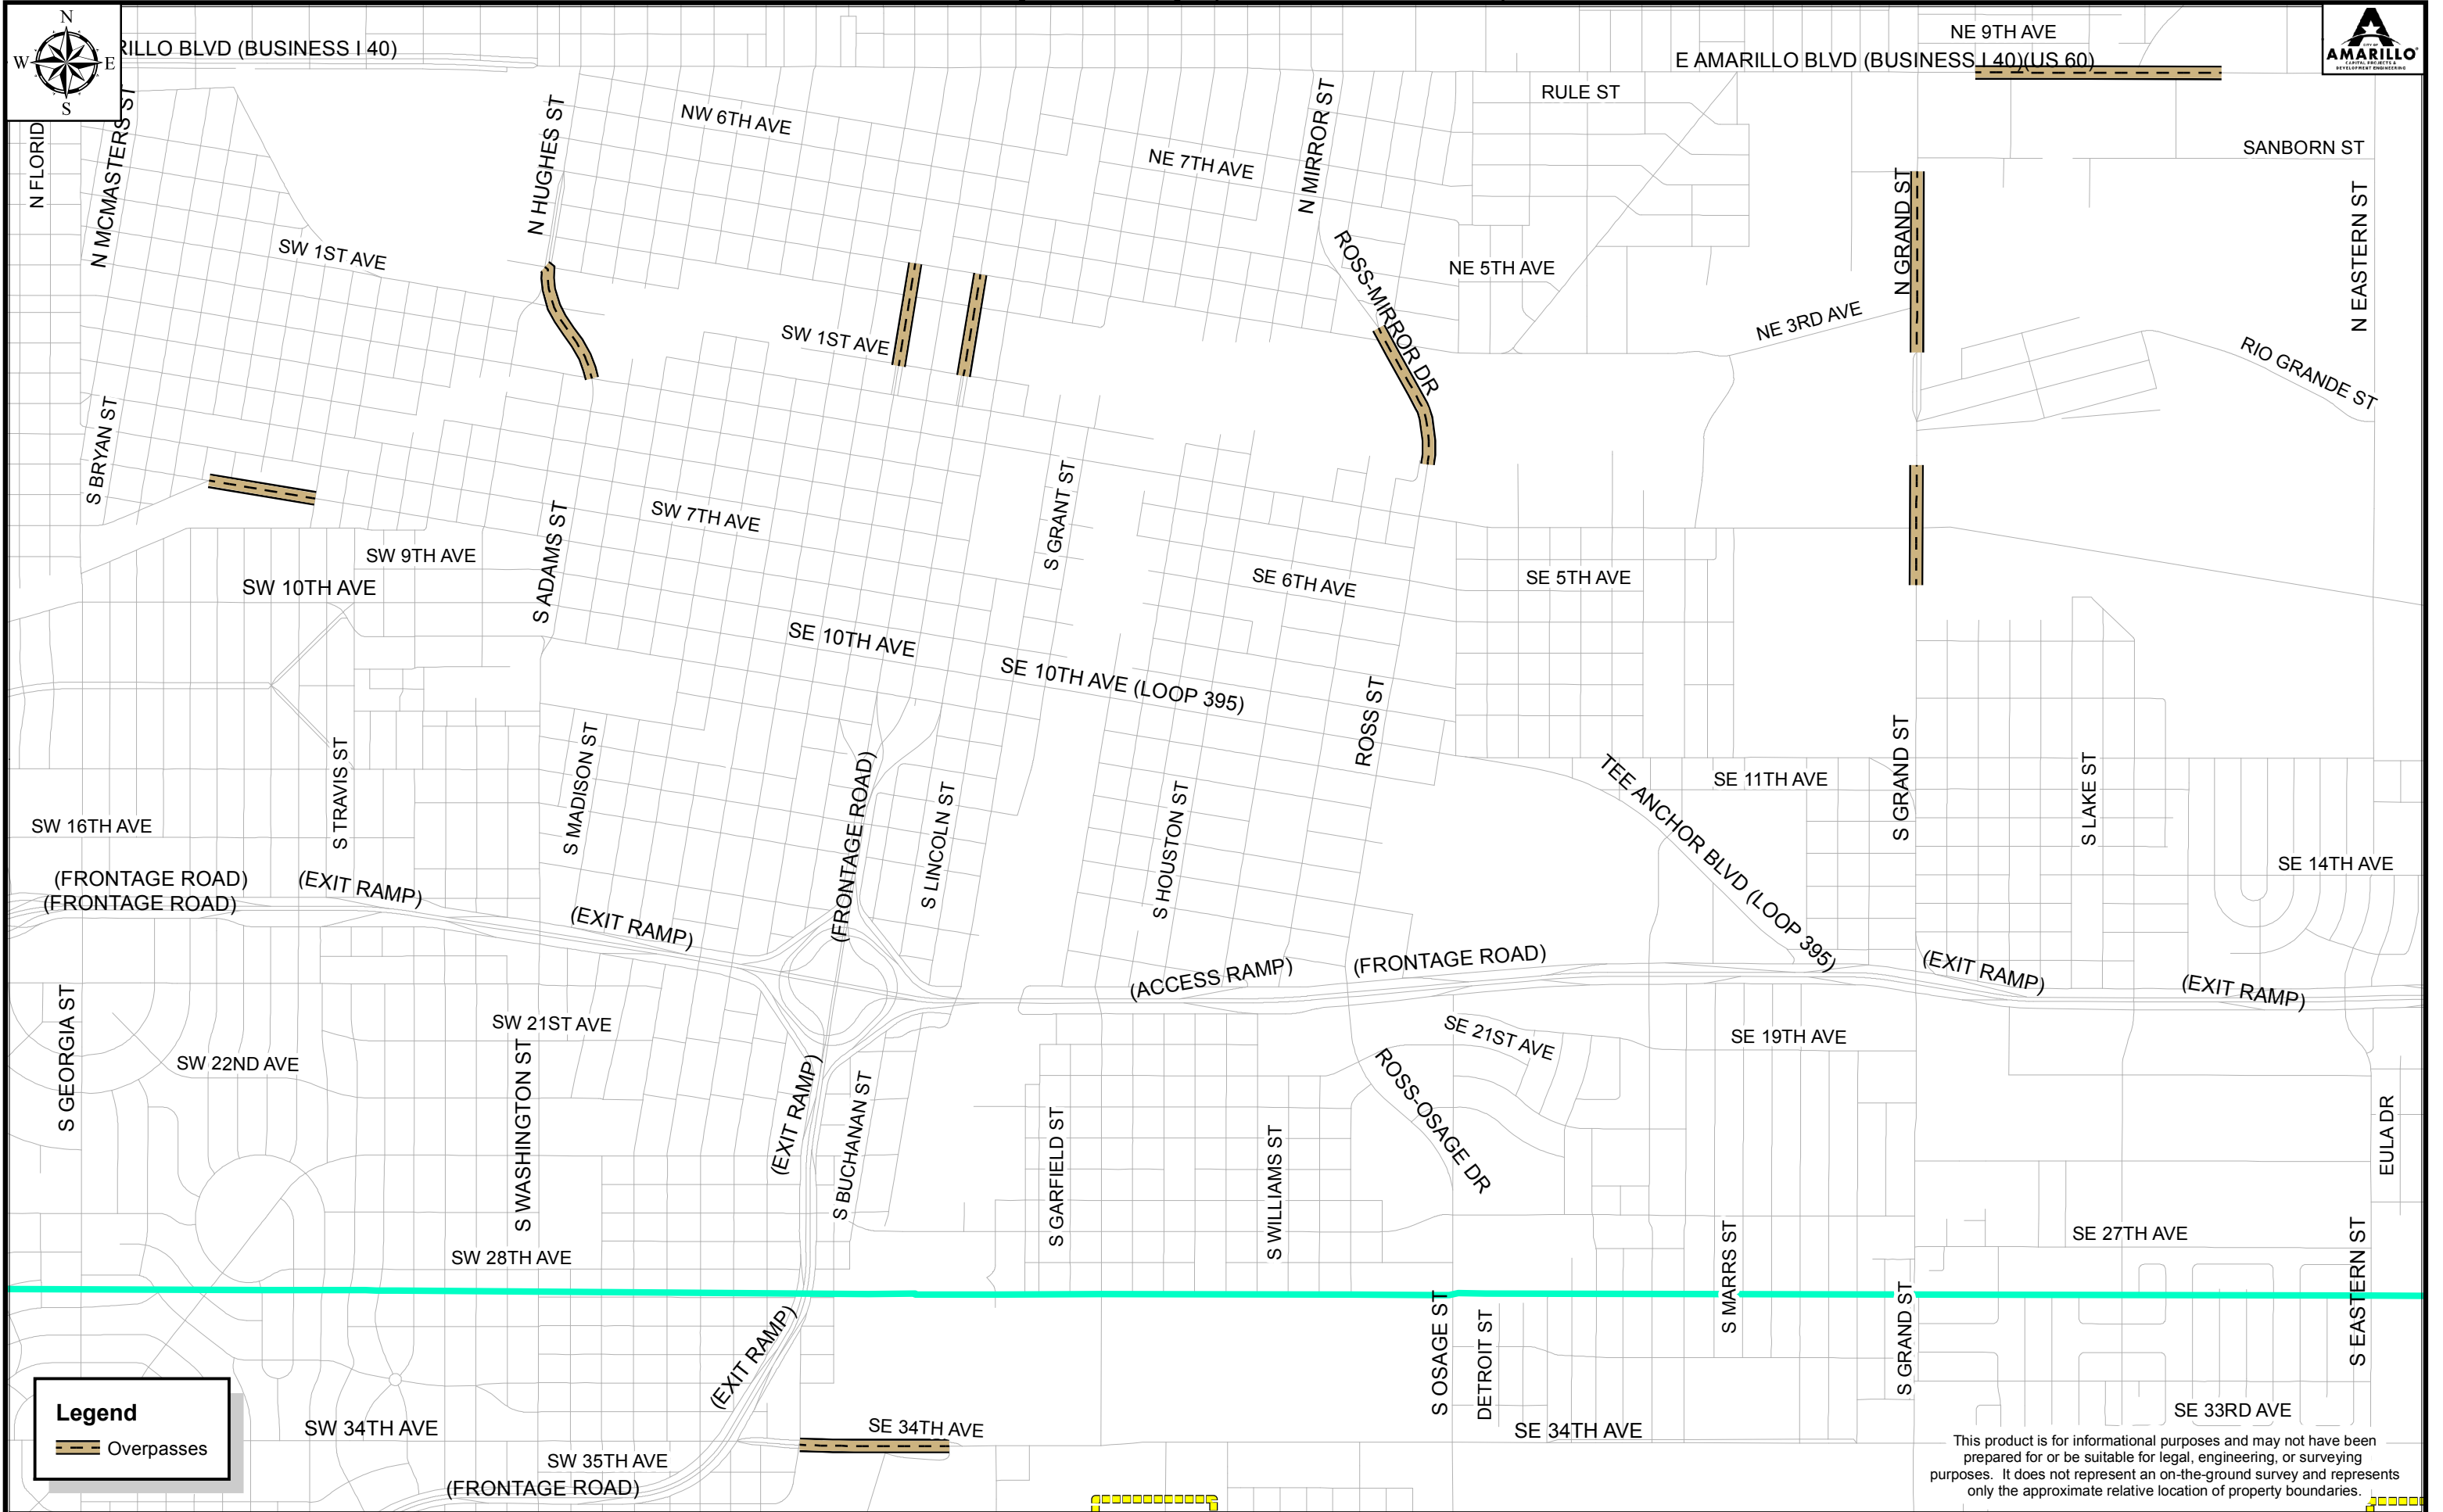 N
W
E
S
RILLO BLVD (BUSINESS I 40)
NE 9TH AVE
E AMARILLO BLVD (BUSINESS I 40)(US 60)
CITY OF
AMARILLO
CAPITAL PROJECTS &
DEVELOPMENT ENGINEERING
RULE ST
NW 6TH AVE
NE 7TH AVE
SANBORN ST
N FLORID
N MCMASTERS ST
N HUGHES ST
N MIRROR ST
N GRAND ST
N EASTERN ST
SW 1ST AVE
ROSS-MIRROR DR
NE 5TH AVE
NE 3RD AVE
SW 1ST AVE
RIO GRANDE ST
S BRYAN ST
S ADAMS ST
SW 7TH AVE
S GRANT ST
SW 9TH AVE
SW 10TH AVE
SE 6TH AVE
SE 5TH AVE
SE 10TH AVE
SE 10TH AVE (LOOP 395)
ROSS ST
S TRAVIS ST
S MADISON ST
(FRONTAGE ROAD)
S LINCOLN ST
S HOUSTON ST
TEE ANCHOR BLVD (LOOP 395)
SE 11TH AVE
S GRAND ST
S LAKE ST
SW 16TH AVE
SE 14TH AVE
(FRONTAGE ROAD)
(FRONTAGE ROAD)
(EXIT RAMP)
(EXIT RAMP)
(ACCESS RAMP)
(FRONTAGE ROAD)
(EXIT RAMP)
(EXIT RAMP)
S GEORGIA ST
SW 21ST AVE
SW 22ND AVE
S WASHINGTON ST
(EXIT RAMP)
S BUCHANAN ST
S GARFIELD ST
S WILLIAMS ST
SE 21ST AVE
ROSS-OSAGE DR
SE 19TH AVE
EULA DR
SW 28TH AVE
S MARRS ST
SE 27TH AVE
(EXIT RAMP)
S OSAGE ST
DETROIT ST
S GRAND ST
S EASTERN ST
Legend
Overpasses
SW 34TH AVE
SW 35TH AVE
(FRONTAGE ROAD)
SE 34TH AVE
SE 34TH AVE
SE 33RD AVE
This product is for informational purposes and may not have been
prepared for or be suitable for legal, engineering, or surveying
purposes. It does not represent an on-the-ground survey and represents
only the approximate relative location of property boundaries.